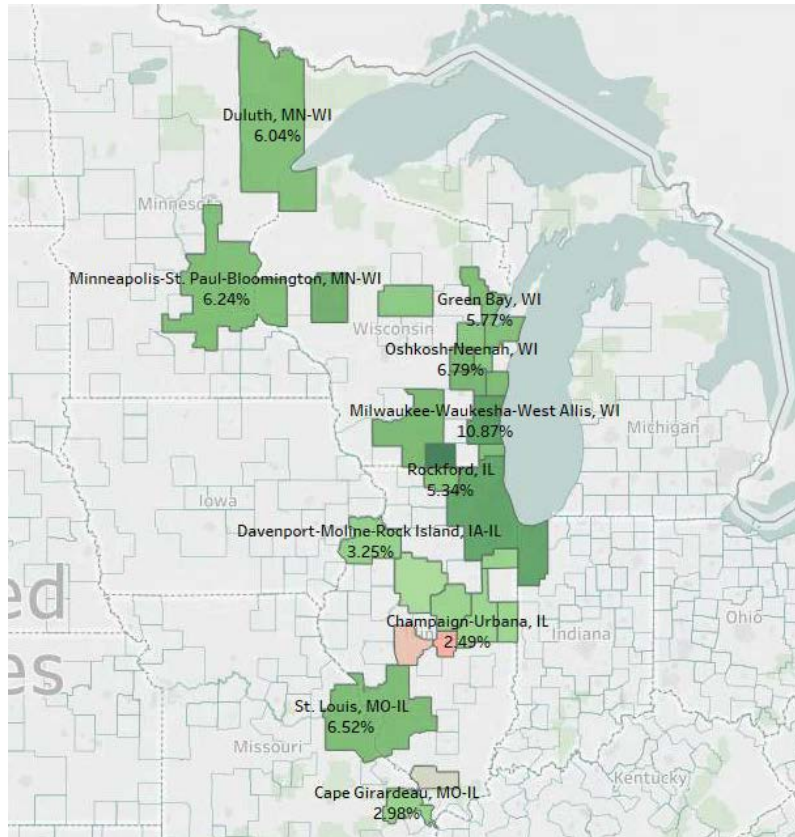 Duluth, MN-WI
6.04%
Minnesota
Minneapolis-St. Paul-Bloomington, MN-WI
6.24%
Green Bay, WI
5.77%
Wisconsin
Oshkosh-Neenah, WI
6.79%
Milwaukee-Waukesha-West Allis, WI
10.87%
Michigan
Rockford, IL
5.34%
Iowa
Davenport-Moline-Rock Island, IA-IL
3.25%
ed
es
Champaign-Urbana, IL
2.49%
Indiana
Ohio
St. Louis, MO-IL
6.52%
Missouri
Kentucky
Cape Girardeau, MO-IL
2.98%